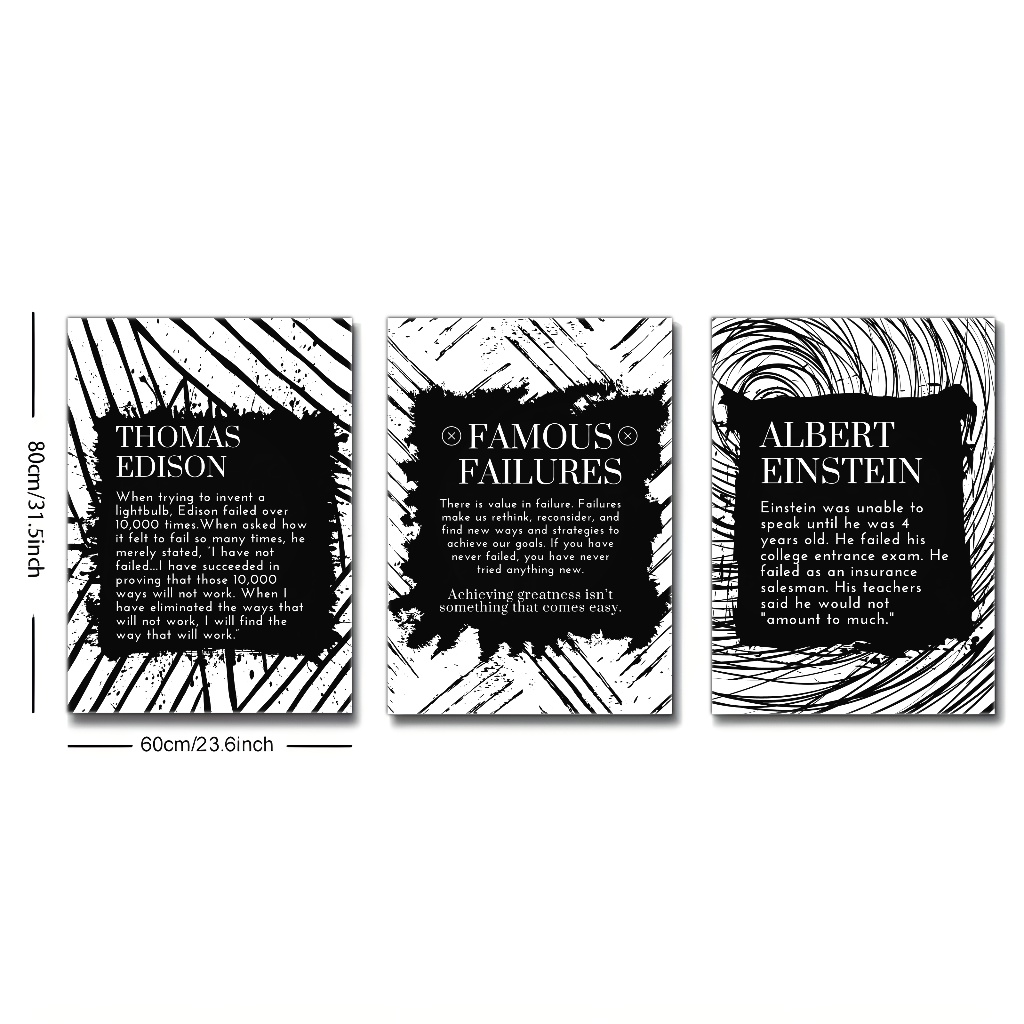 80cm/31.5inch
THOMAS
EDISON
When trying to invent a
lightbulb, Edison failed over
10,000 times.When asked how
it felt to fail so many times, he
merely stated, "I have not
failed...I have succeeded in
proving that those 10,000
ways will not work. When I
have eliminated the ways that
will not work, I will find the
way that will work."
60cm/23.6inch
FAMOUS
FAILURES
There is value in failure. Failures
make us rethink, reconsider, and
find new ways and strategies to
achieve our goals. If you have
never failed, you have never
tried anything new.
Achieving greatness isn't
something that comes easy.
ALBERT
EINSTEIN
Einstein was unable to
speak until he was 4
years old. He failed his
college entrance exam. He
failed as an insurance
salesman. His teachers
said he would not
"amount to much."